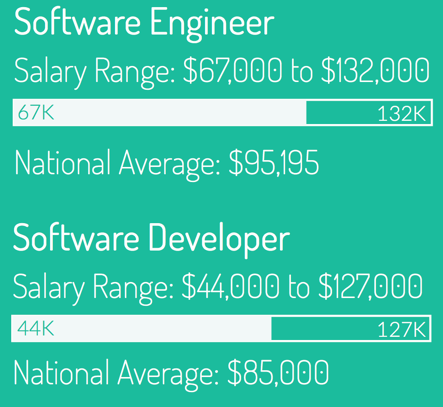 Software Engineer
Salary Range: $67,000 to $132,000
67K 132K
National Average: $95,195
Software Developer
Salary Range: $44,000 to $127,000
44K 127K
National Average: $85,000